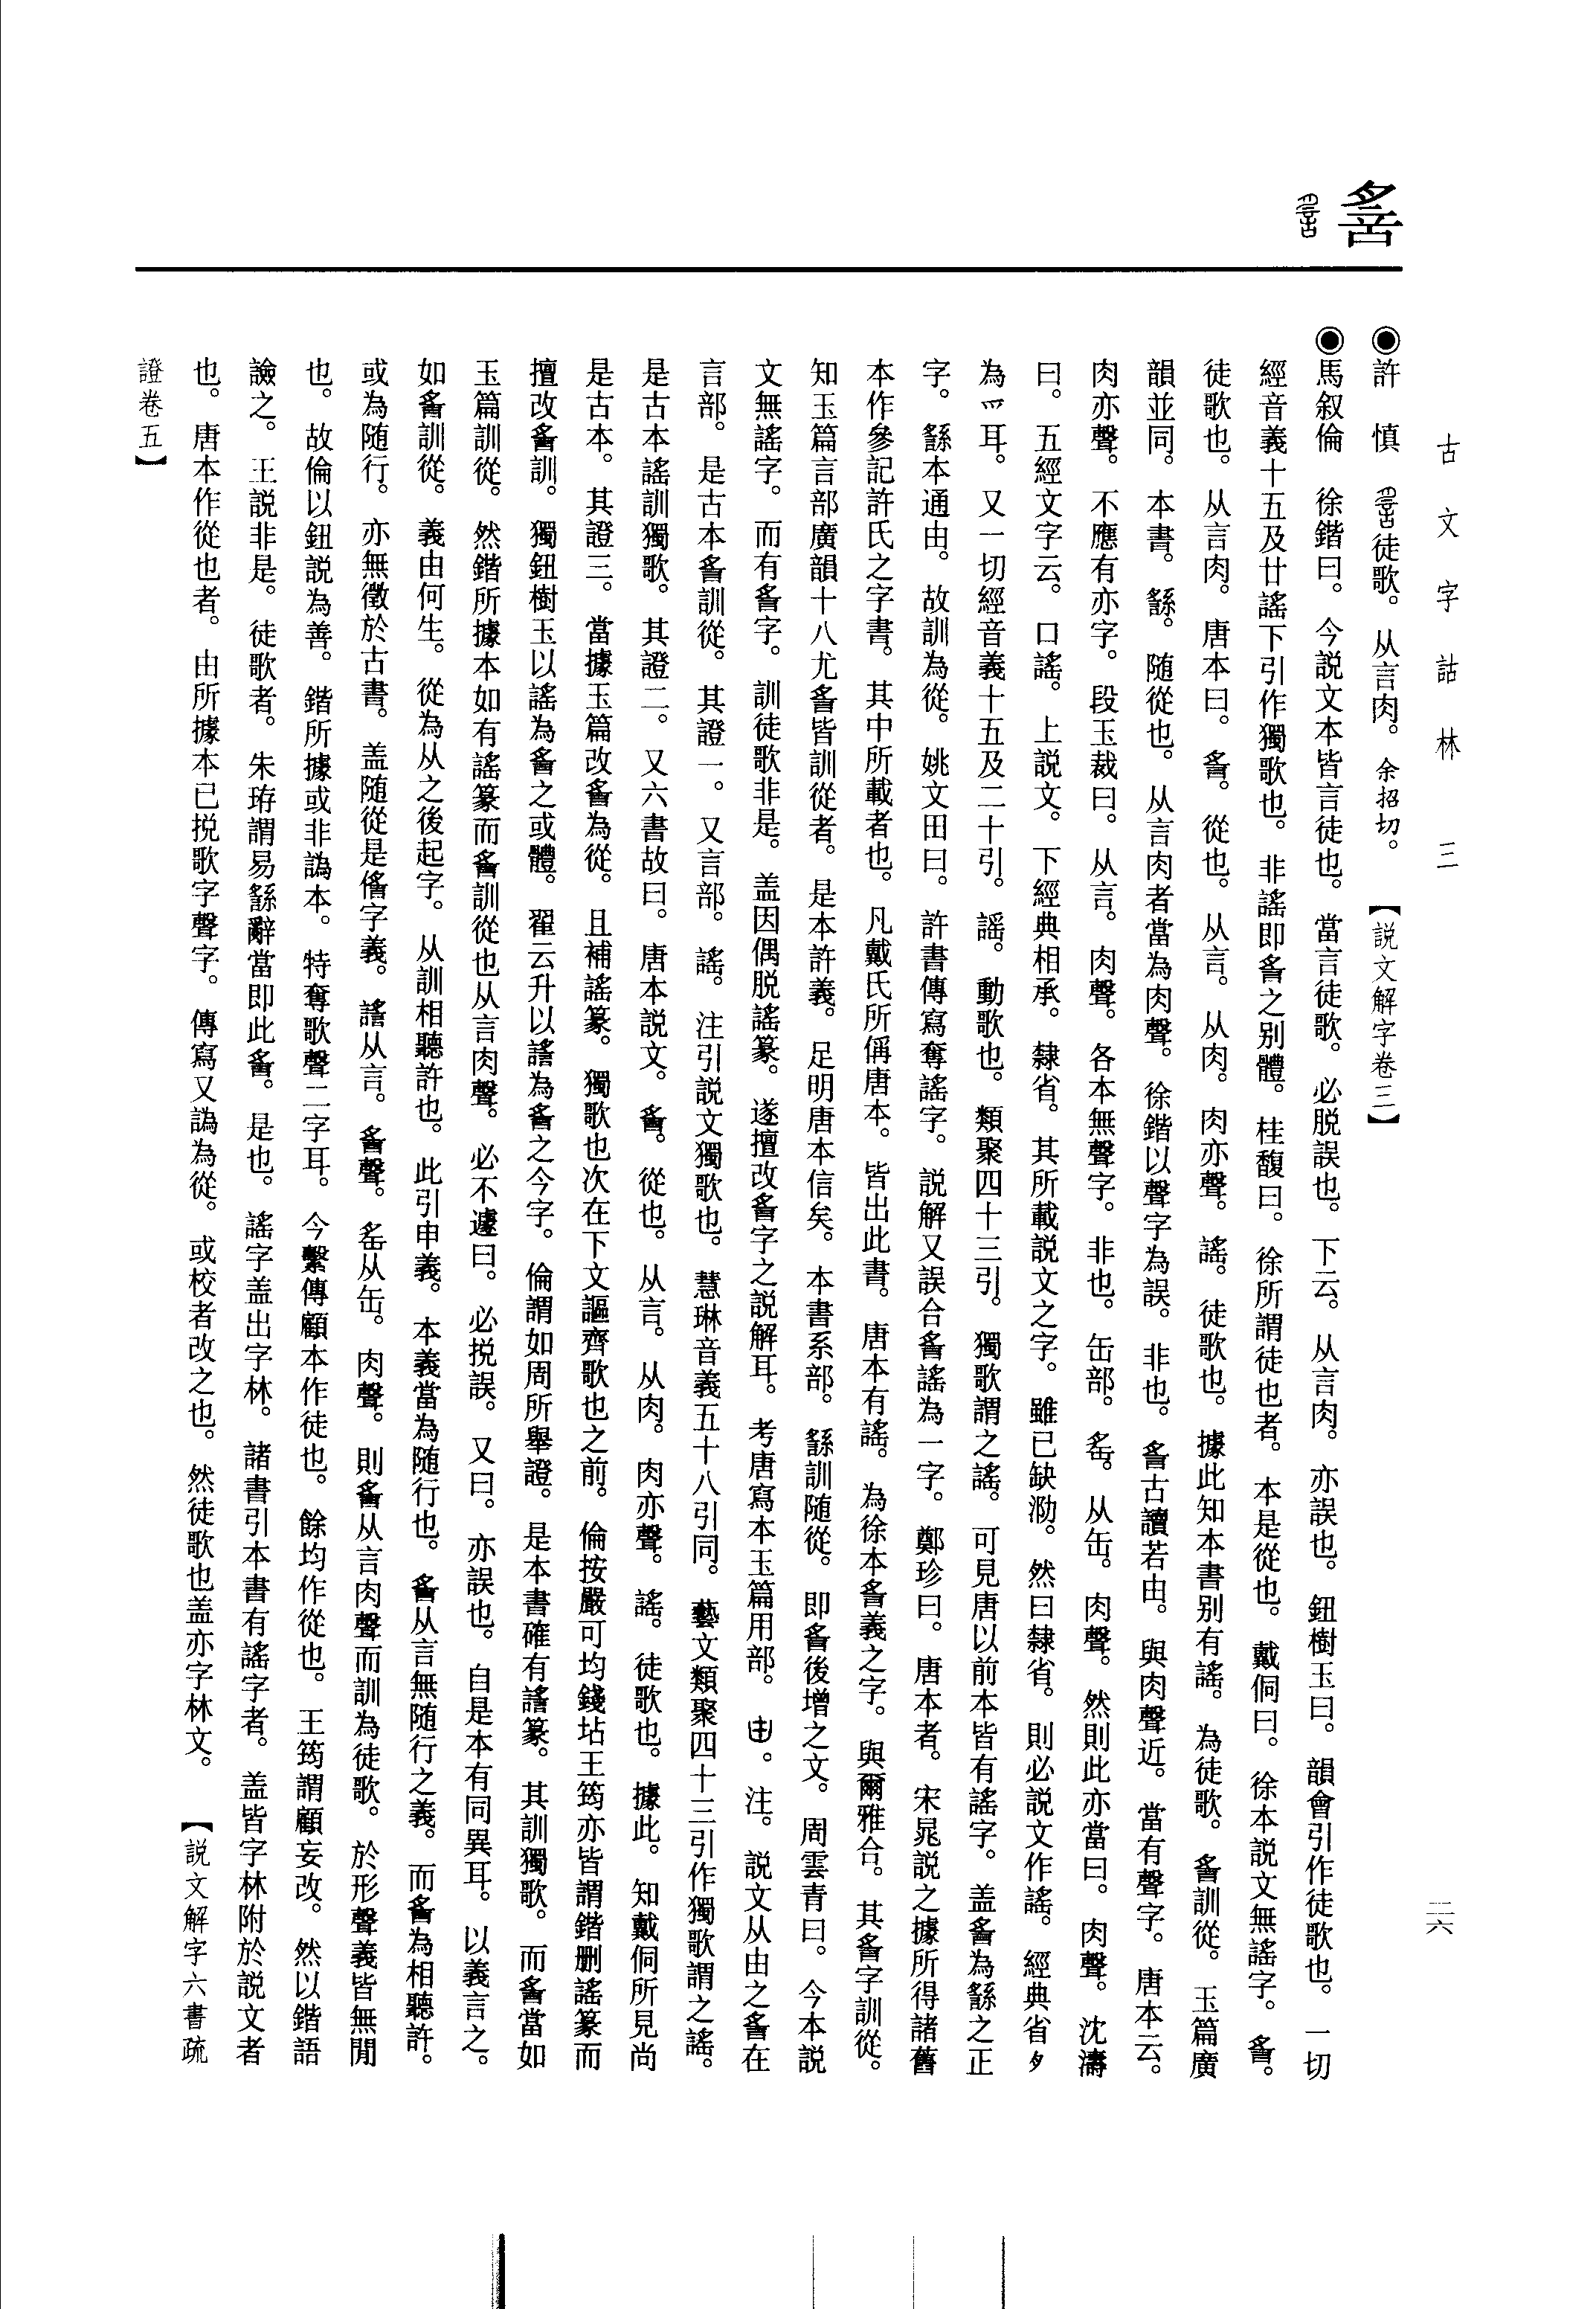 古文字詁林　三
二六
䚻
◉許　慎　䚻徒歌。从言肉。余招切。　【説文解字卷三】
◉馬叙倫　徐鍇曰。今説文本皆言徒也。當言徒歌。必脱誤也。下云。从言肉。亦誤也。鈕樹玉曰。韻會引作徒歌也。一切
經音義十五及廿謠下引作獨歌也。非謠即䚻之别體。桂馥曰。徐所謂徒也者。本是從也。戴侗曰。徐本説文無謠字。䚻。
徒歌也。从言肉。唐本曰。䚻。從也。从言。从肉。肉亦聲。謠。徒歌也。據此知本書别有謠。為徒歌。䚻訓從。玉篇廣
韻並同。本書。繇。随從也。从言肉者當為肉聲。徐鍇以聲字為誤。非也。䚻古讀若由。與肉聲近。當有聲字。唐本云。
肉亦聲。不應有亦字。段玉裁曰。从言。肉聲。各本無聲字。非也。缶部。䍃。从缶。肉聲。然則此亦當曰。肉聲。沈濤
曰。五經文字云。口謠。上説文。下經典相承。隸省。其所載説文之字。雖已缺泐。然曰隸省。則必説文作謠。經典省⺼
為爫耳。又一切經音義十五及二十引。謡。動歌也。類聚四十三引。獨歌謂之謠。可見唐以前本皆有謠字。盖䚻為繇之正
字。繇本通由。故訓為從。姚文田曰。許書傳寫奪謠字。説解又誤合䚻謠為一字。鄭珍曰。唐本者。宋晁説之據所得諸舊
本作參記許氏之字書。其中所載者也。凡戴氏所偁唐本。皆出此書。唐本有謠。為徐本䚻義之字。與爾雅合。其䚻字訓從。
知玉篇言部廣韻十八尤䚻皆訓從者。是本許義。足明唐本信矣。本書系部。繇訓随從。即䚻後增之文。周雲青曰。今本説
文無謠字。而有䚻字。訓徒歌非是。盖因偶脱謠篆。遂擅改䚻字之説解耳。考唐寫本玉篇用部。。注。説文从由之䚻在
言部。是古本䚻訓從。其證一。又言部。謠。注引説文獨歌也。慧琳音義五十八引同。藝文類聚四十三引作獨歌謂之謠。
是古本謠訓獨歌。其證二。又六書故曰。唐本説文。䚻。從也。从言。从肉。肉亦聲。謠。徒歌也。據此。知戴侗所見尚
是古本。其證三。當據玉篇改䚻為從。且補謠篆。獨歌也次在下文謳齊歌也之前。倫按嚴可均錢坫王筠亦皆謂鍇删謠篆而
擅改䚻訓。獨鈕樹玉以謠為䚻之或體。翟云升以䛬為䚻之今字。倫謂如周所舉證。是本書確有謠篆。其訓獨歌。而䚻當如
玉篇訓從。然鍇所據本如有謠篆而䚻訓從也从言肉聲。必不遽曰。必挩誤。又曰。亦誤也。自是本有同異耳。以義言之。
如䚻訓從。義由何生。從為从之後起字。从訓相聽許也。此引申義。本義當為随行也。䚻从言無随行之義。而䚻為相聽許。
或為随行。亦無徵於古書。盖随從是字義。謠从言。䚻聲。䍃从缶。肉聲。則䚻从言肉聲而訓為徒歌。於形聲義皆無閒
也。故倫以鈕説為善。鍇所據或非譌本。特奪歌聲二字耳。今繫傳顧本作徒也。餘均作從也。王筠謂顧妄改。然以鍇語
譣之。王説非是。徒歌者。朱珔謂易繇辭當即此䚻。是也。謠字盖出字林。諸書引本書有謠字者。盖皆字林附於説文者
也。唐本作從也者。由所據本已挩歌字聲字。傳寫又譌為從。或校者改之也。然徒歌也盖亦字林文。　【説文解字六書疏
證卷五】